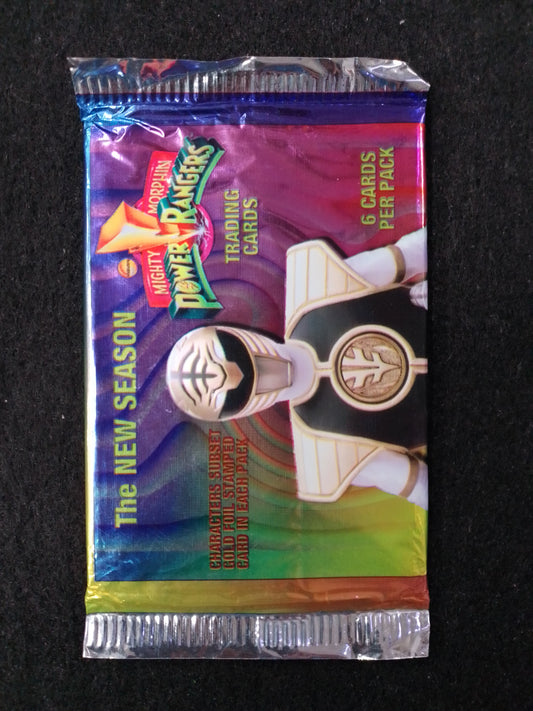 The NEW SEASON
MIGHTY MORPHIN
POWER RANGERS
TRADING
CARDS
6 CARDS
PER PACK
CHARACTERS SUBSET
GOLD FOIL STAMPED
CARD IN EACH PACK